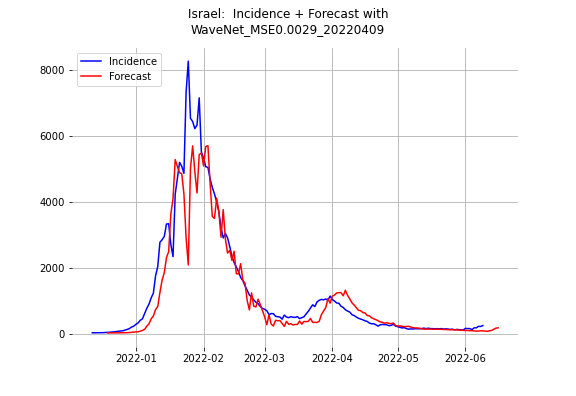 Israel:  Incidence + Forecast with
WaveNet_MSE0.0029_20220409
Incidence
Forecast
8000
6000
4000
2000
0
2022-01
2022-02
2022-03
2022-04
2022-05
2022-06